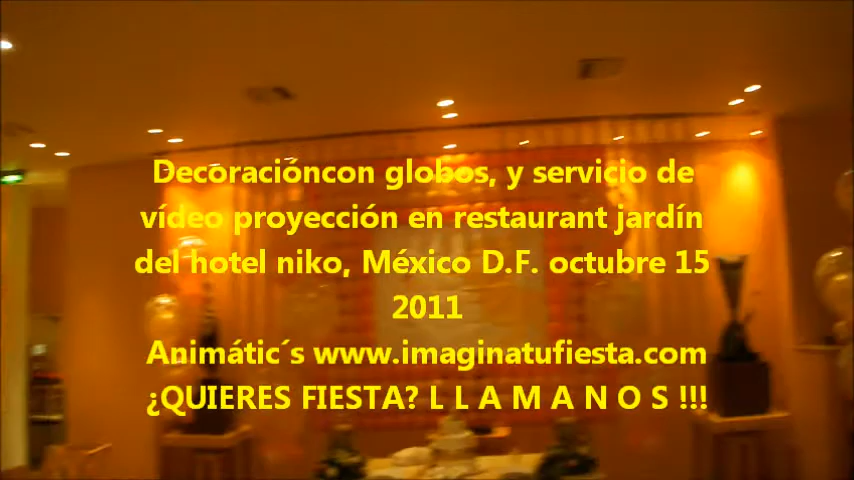 Decoracióncon globos, y servicio de
vídeo proyección en restaurant jardín
del hotel niko, México D.F. octubre 15
2011
Animátic´s www.imaginatufiesta.com
¿QUIERES FIESTA? L L A M A N O S !!!